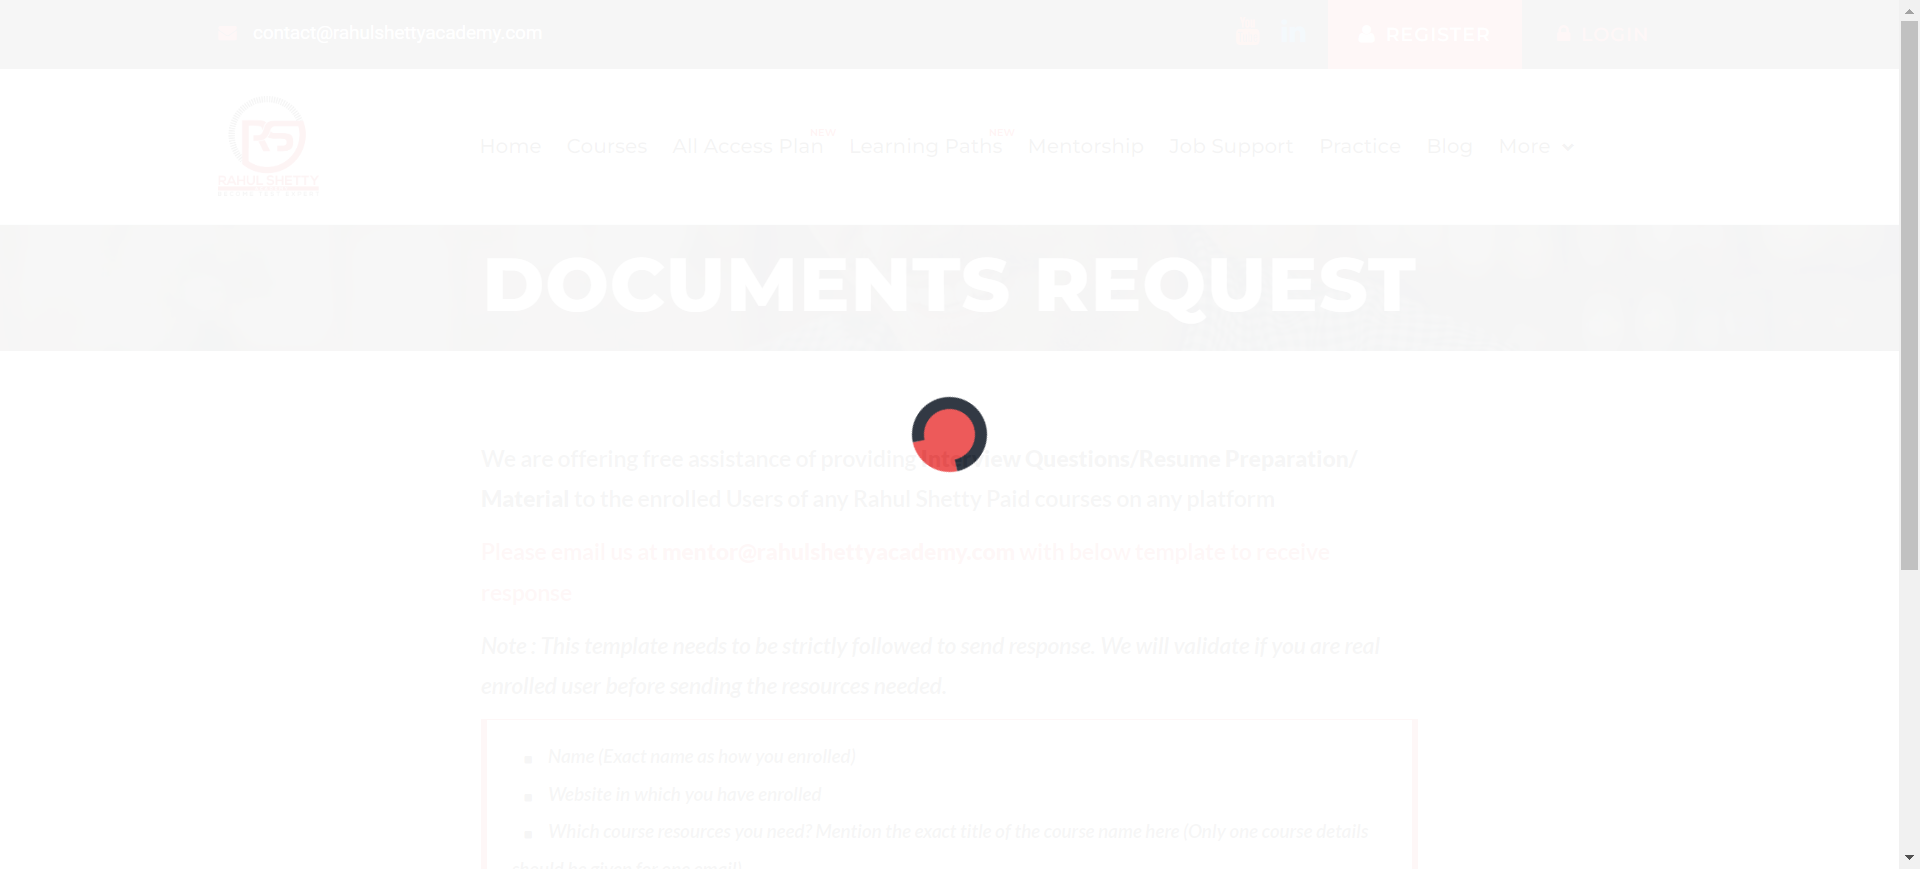 contact@rahulshettyacademy.com
REGISTER
LOGIN
RAHUL SHETTY
Home Courses All Access Plan NEW Learning Paths NEW Mentorship Job Support Practice Blog More
DOCUMENTS REQUEST
We are offering free assistance of providing Interview Questions/Resume Preparation/
Material to the enrolled Users of any Rahul Shetty Paid courses on any platform
Please email us at mentor@rahulshettyacademy.com with below template to receive
response
Note : This template needs to be strictly followed to send response. We will validate if you are real
enrolled user before sending the resources needed.
Name (Exact name as how you enrolled)
Website in which you have enrolled
Which course resources you need? Mention the exact title of the course name here (Only one course details
should be given for one email)